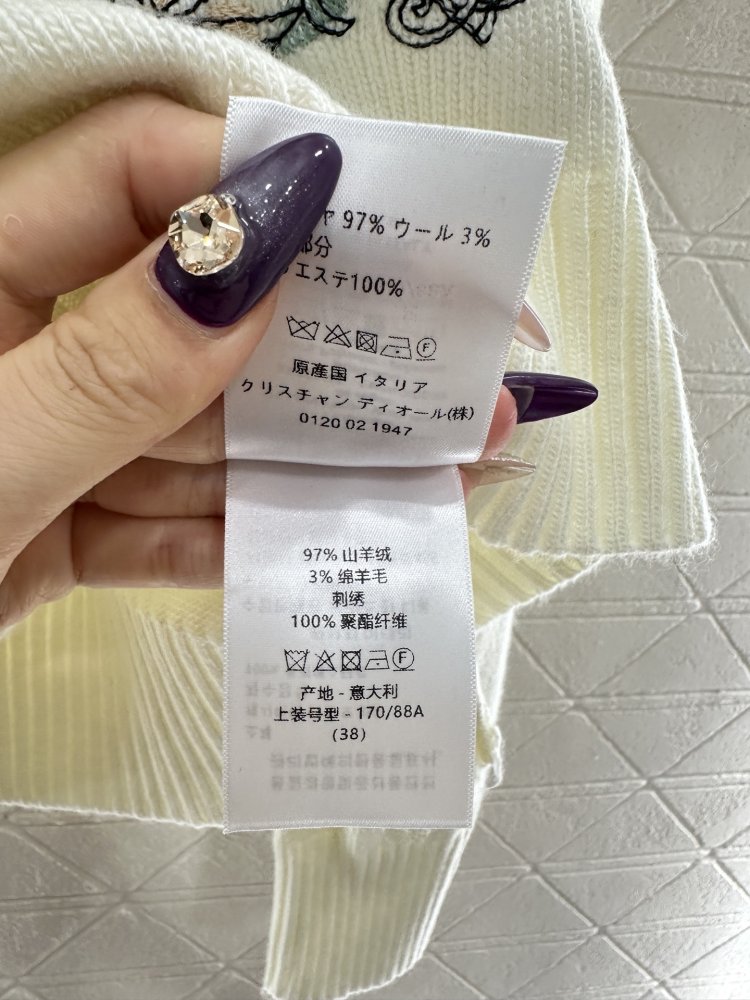 ヤ 97% ウール 3%
部分
エステ100%
原産国 イタリア
クリスチャン ディオール(株)
0120 02 1947
97% 山羊绒
3% 绵羊毛
刺绣
100% 聚酯纤维
产地 - 意大利
上装号型 - 170/88A
(38)